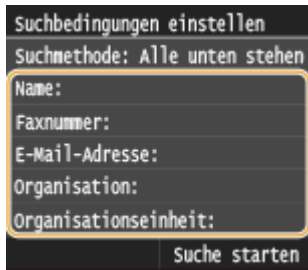 Suchbedingungen einstellen
Suchmethode: Alle unten stehen
Name:
Faxnummer:
E-Mail-Adresse:
Organisation:
Organisationseinheit:
Suche starten